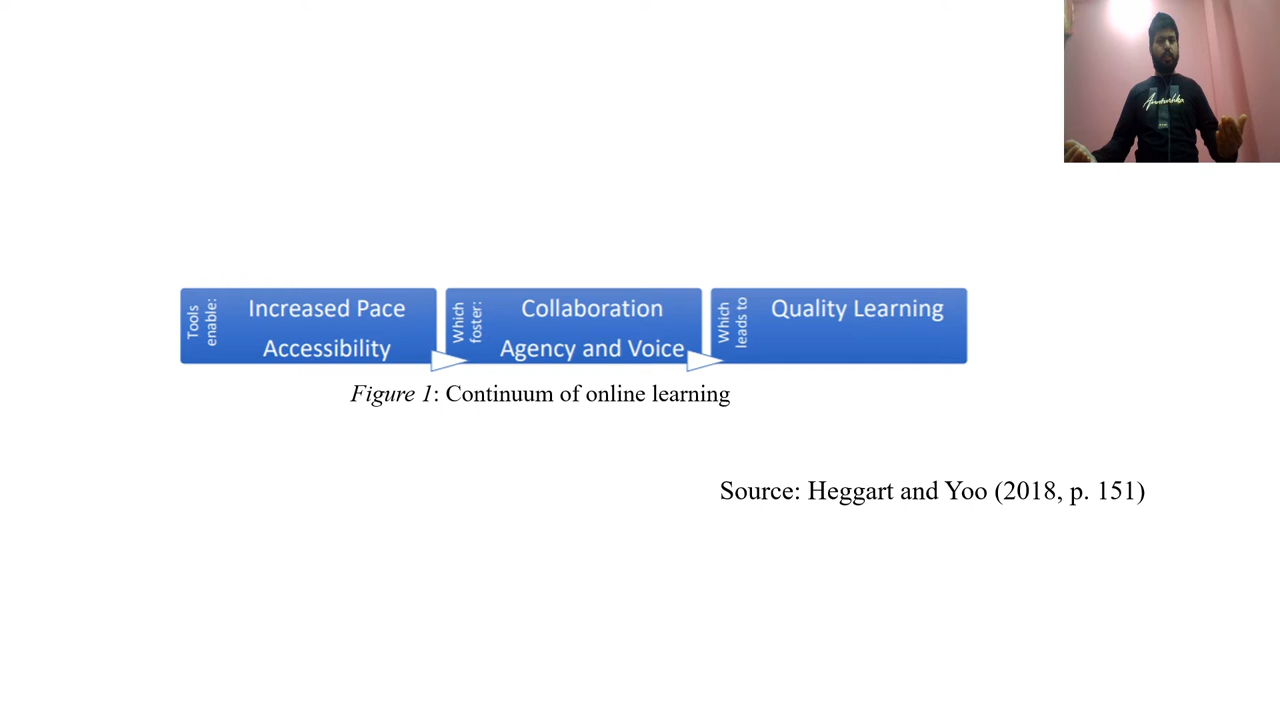 Tools enable:
Increased Pace
Accessibility
Which foster:
Collaboration
Agency and Voice
Which leads to
Quality Learning
Figure 1: Continuum of online learning
Source: Heggart and Yoo (2018, p. 151)